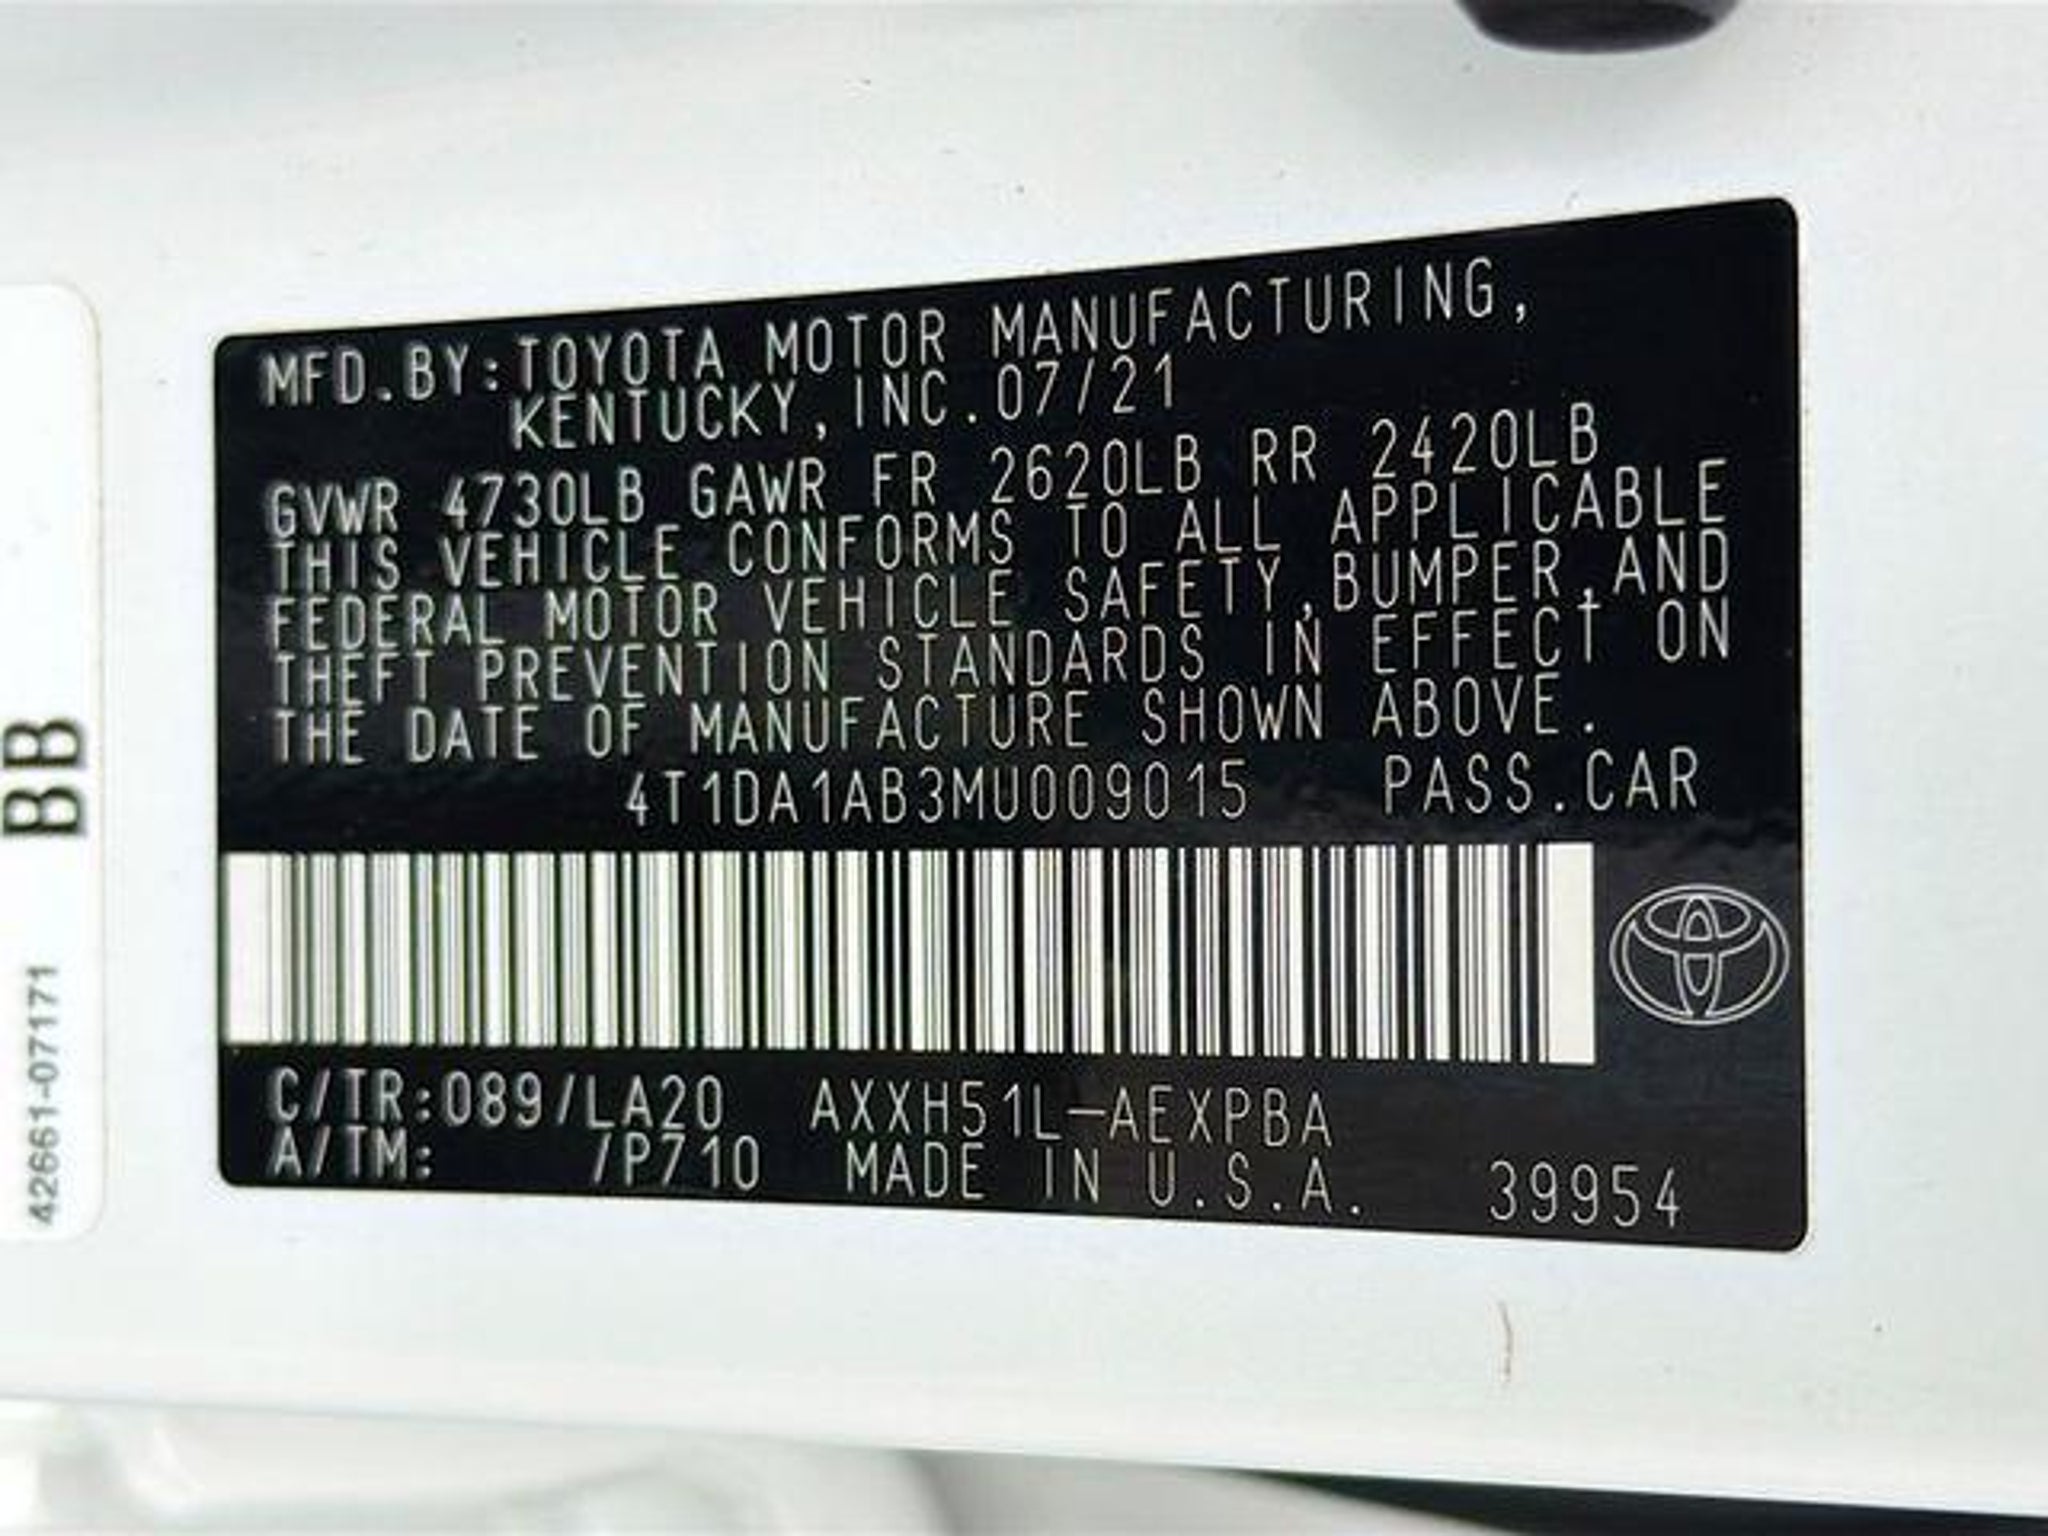 MFD.BY:TOYOTA MOTOR MANUFACTURING,
KENTUCKY, INC. 07/21
GVWR 4730LB GAWR FR 2620LB RR 2420LB
THIS VEHICLE CONFORMS TO ALL APPLICABLE
FEDERAL MOTOR VEHICLE SAFETY,BUMPER,AND
THEFT PREVENTION STANDARDS IN EFFECT ON
THE DATE OF MANUFACTURE SHOWN ABOVE.
4T1DA1AB3MU009015 PASS.CAR
C/TR:089/LA20 AXXH51L-AEXPBA
A/TM: /P710 MADE IN U.S.A. 39954
BB
42661-07171